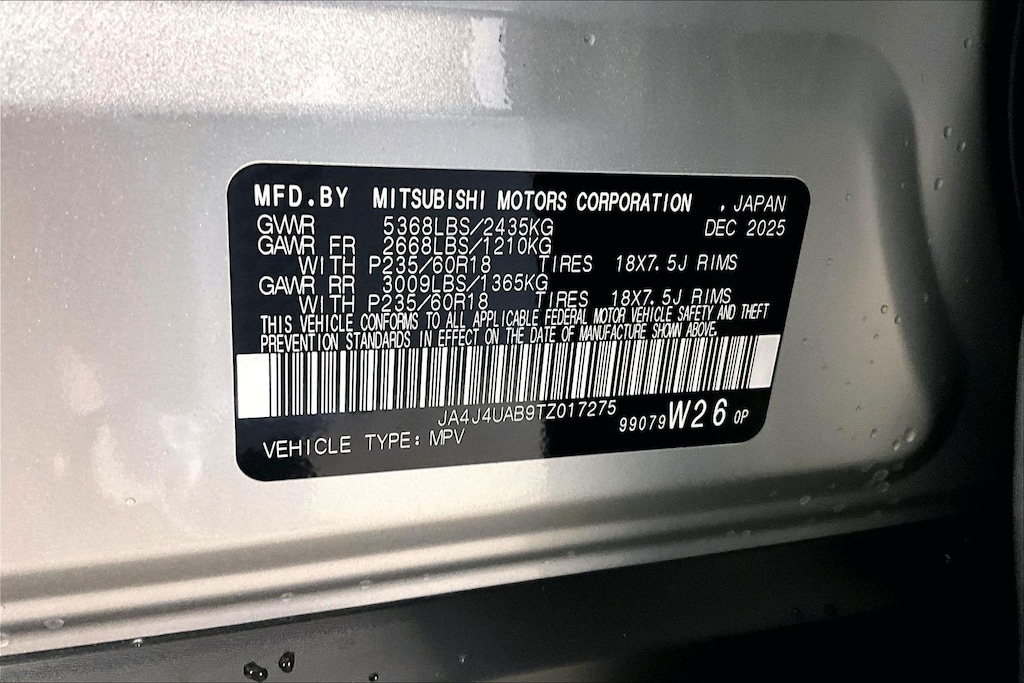 MFD.BY MITSUBISHI MOTORS CORPORATION , JAPAN
GVWR 5368LBS/2435KG DEC 2025
GAWR FR 2668LBS/1210KG
WITH P235/60R18 TIRES 18X7.5J RIMS
GAWR RR 3009LBS/1365KG
WITH P235/60R18 TIRES 18X7.5J RIMS
THIS VEHICLE CONFORMS TO ALL APPLICABLE FEDERAL MOTOR VEHICLE SAFETY AND THEFT
PREVENTION STANDARDS IN EFFECT ON THE DATE OF MANUFACTURE SHOWN ABOVE.
JA4J4UAB9TZ017275
99079 W26 0P
VEHICLE TYPE: MPV